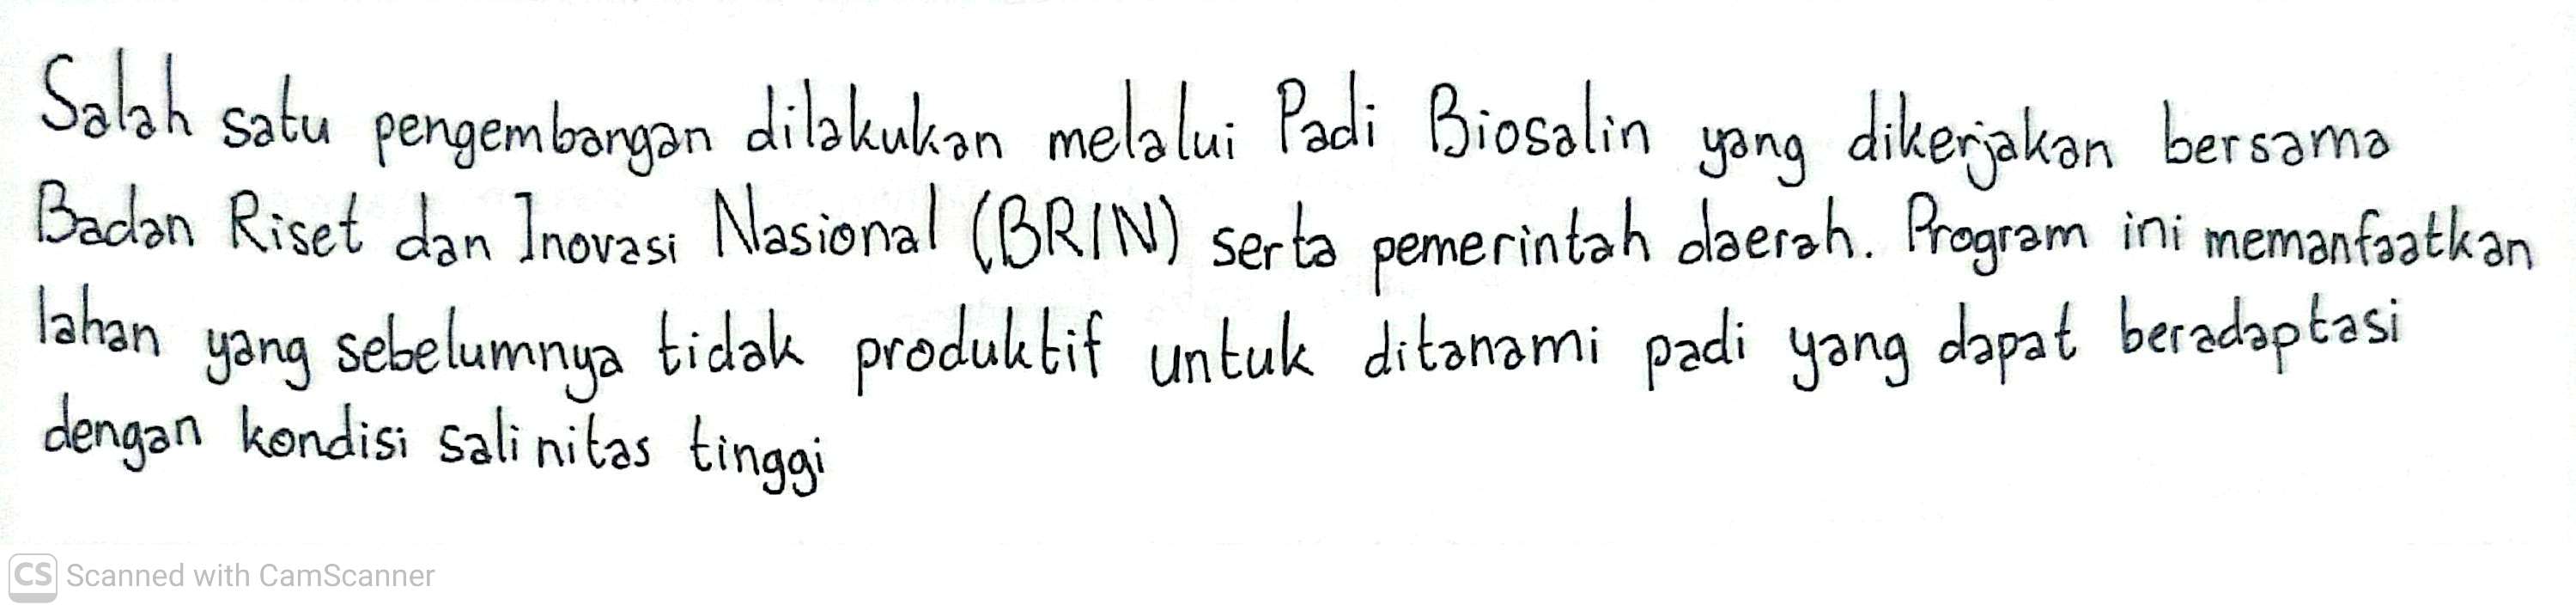 Salah satu pengembangan dilakukan melalui Padi Biosalin yang dikerjakan bersama
Badan Riset dan Inovasi Nasional (BRIN) serta pemerintah daerah. Program ini memanfaatkan
lahan yang sebelumnya tidak produktif untuk ditanami padi yang dapat beradaptasi
dengan kondisi salinitas tinggi
CS Scanned with CamScanner